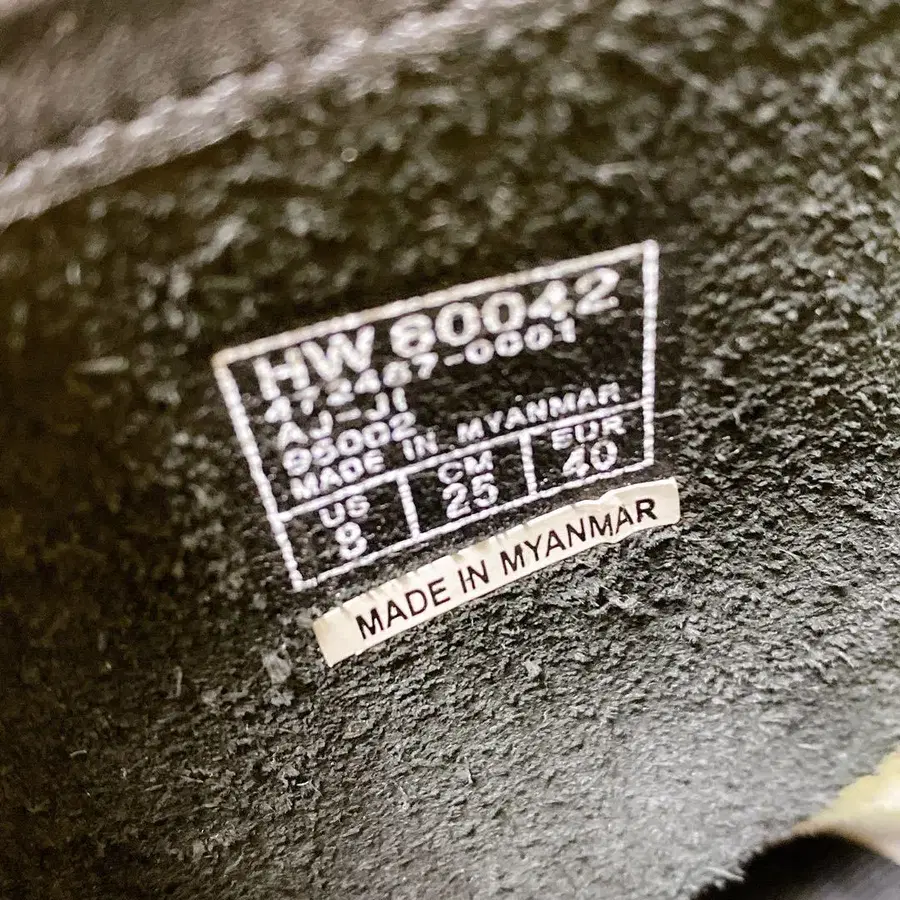 HW 80042
472467-0001
AJ-JI
95002
MADE IN MYANMAR
US CM EUR
8 25 40
MADE IN MYANMAR